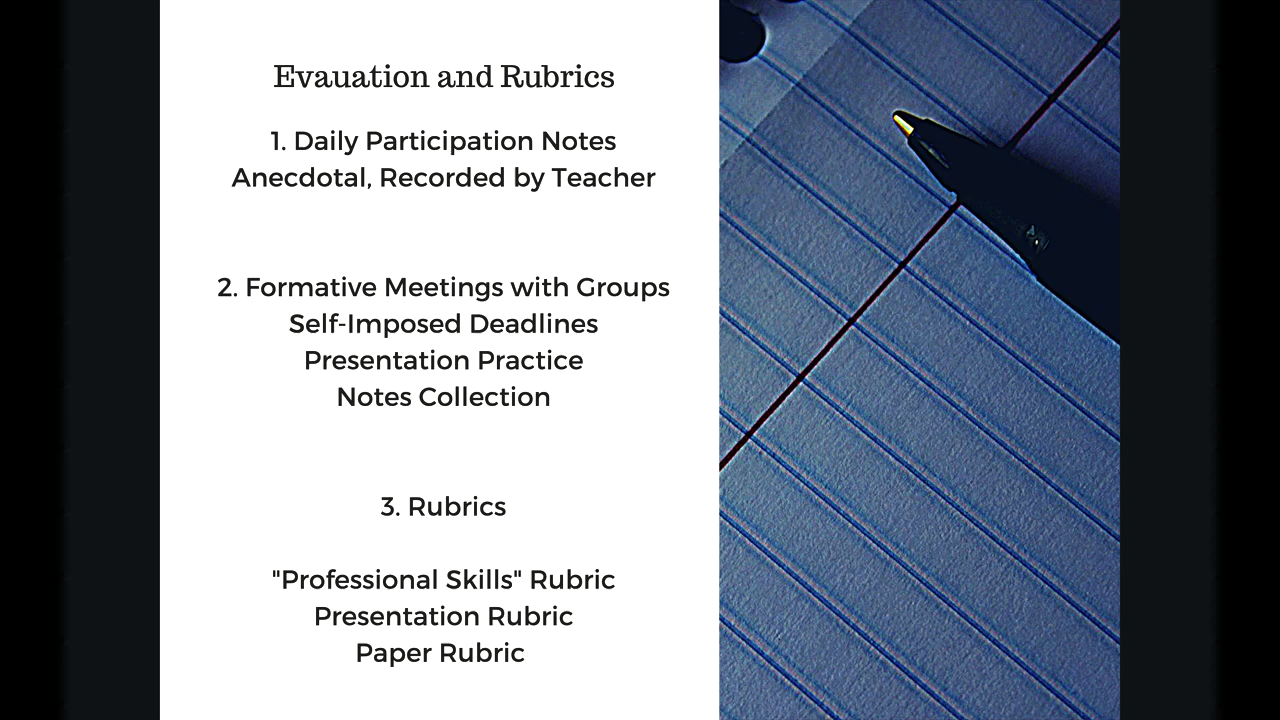 Evauation and Rubrics
1. Daily Participation Notes
Anecdotal, Recorded by Teacher
2. Formative Meetings with Groups
Self-Imposed Deadlines
Presentation Practice
Notes Collection
3. Rubrics
"Professional Skills" Rubric
Presentation Rubric
Paper Rubric